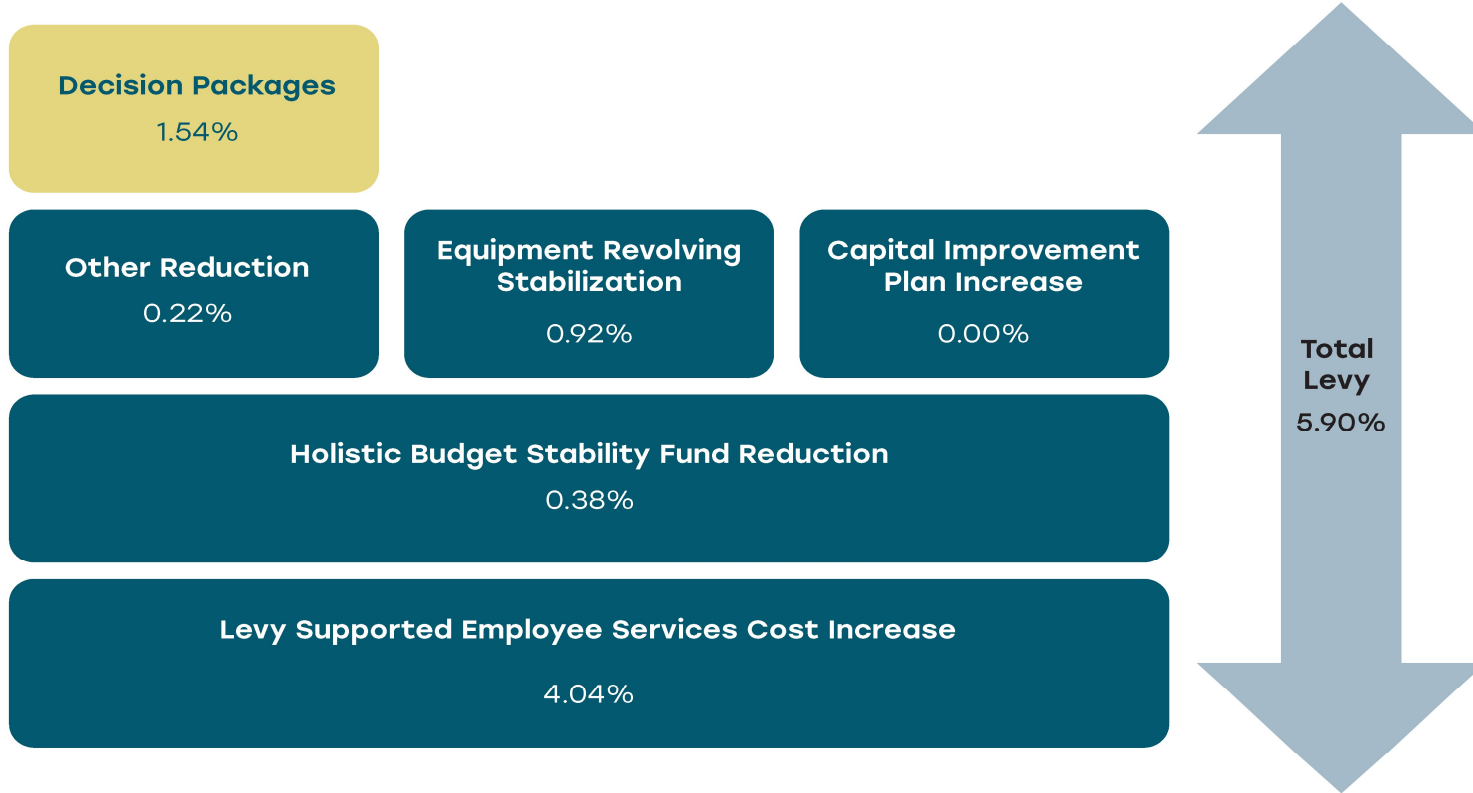 Decision Packages
1.54%
Other Reduction
0.22%
Equipment Revolving
Stabilization
0.92%
Capital Improvement
Plan Increase
0.00%
Holistic Budget Stability Fund Reduction
0.38%
Levy Supported Employee Services Cost Increase
4.04%
Total
Levy
5.90%